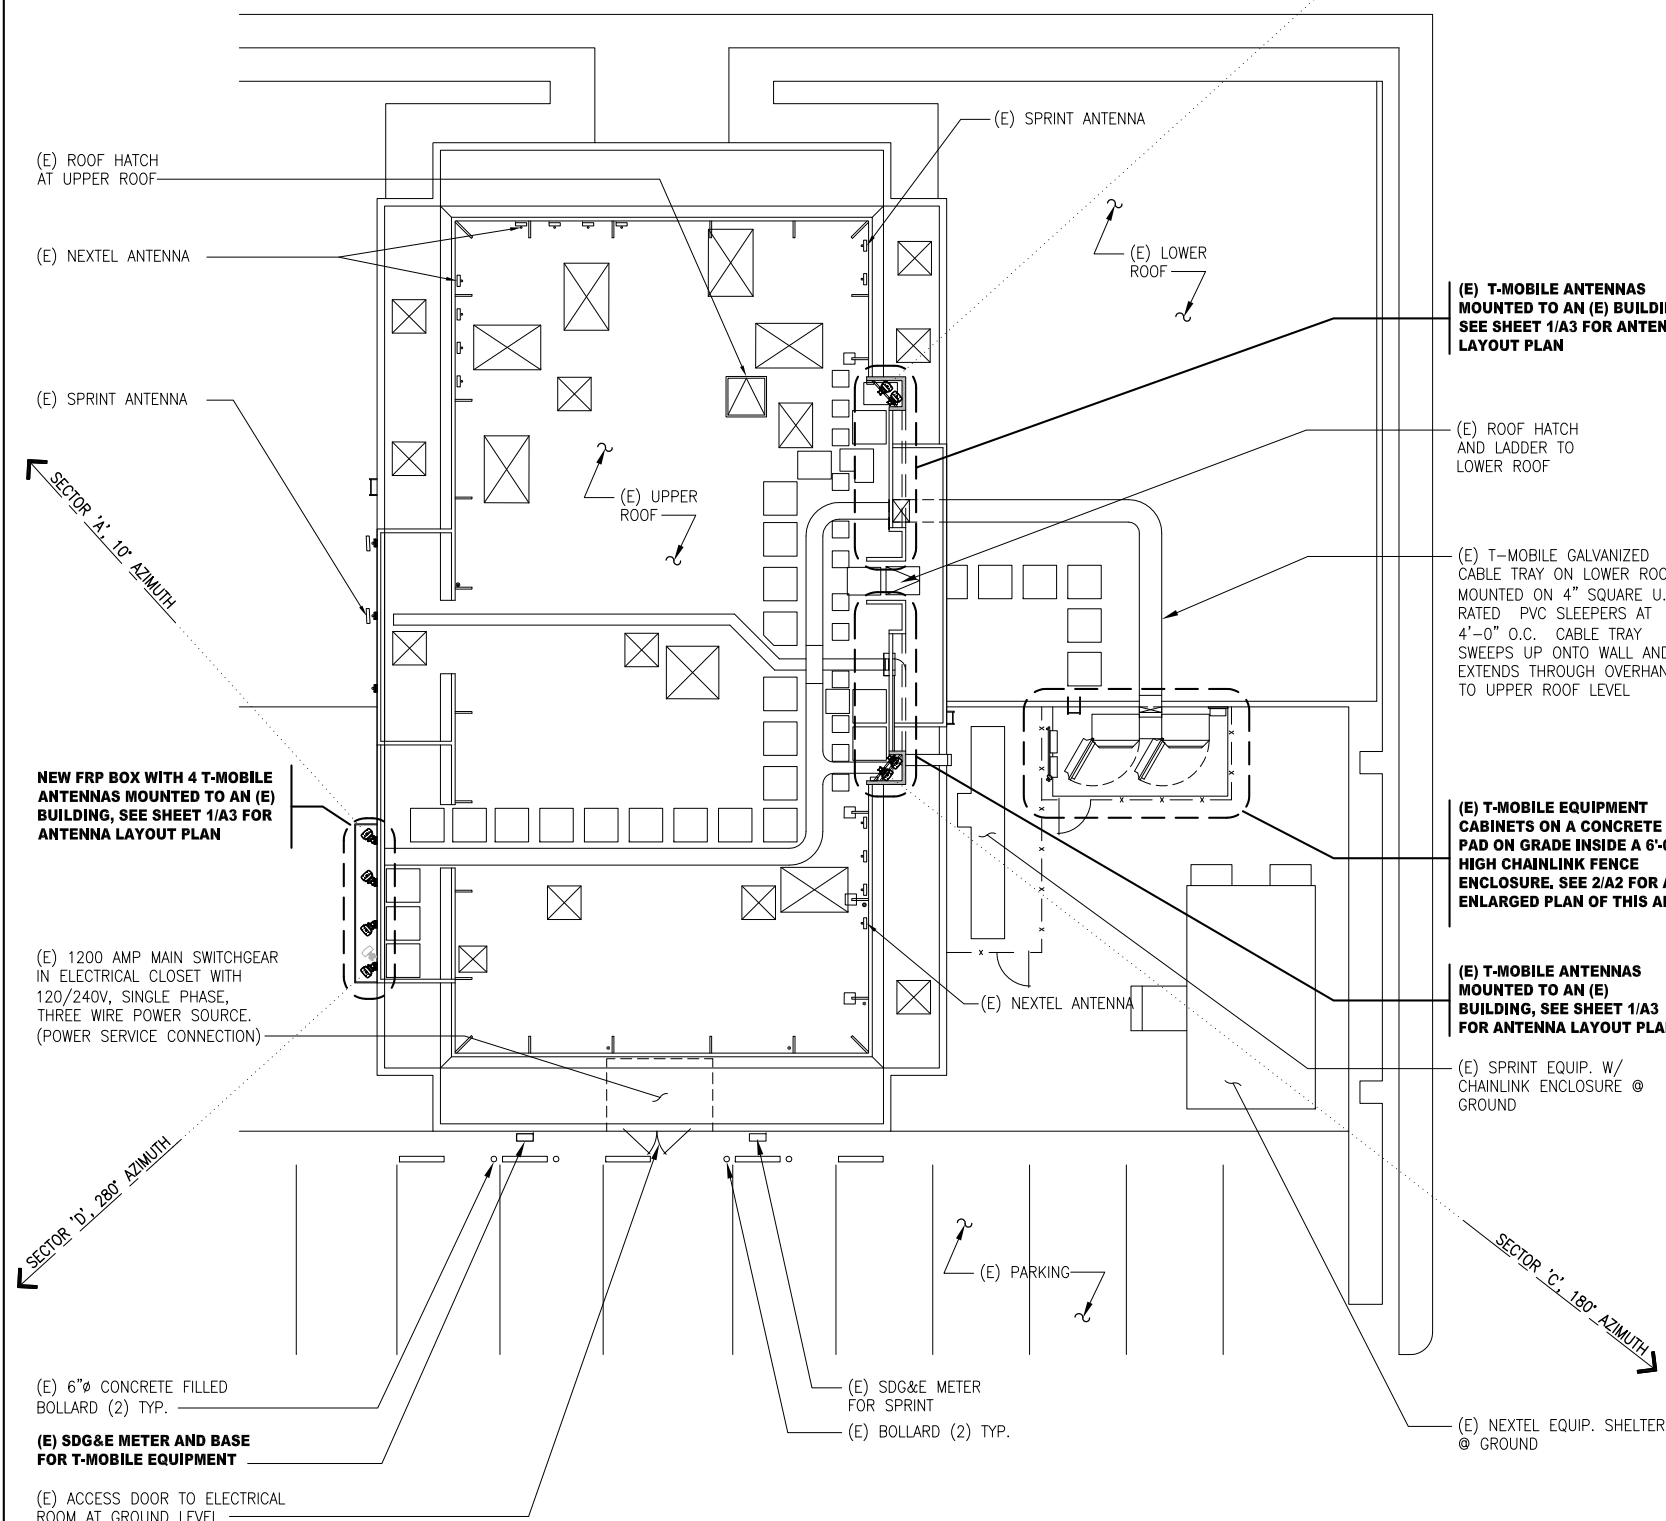 (E) SPRINT ANTENNA
(E) ROOF HATCH
AT UPPER ROOF
(E) NEXTEL ANTENNA
(E) LOWER
ROOF
(E) T-MOBILE ANTENNAS
MOUNTED TO AN (E)
SEE SHEET 1/A3 FOR
LAYOUT PLAN
(E) SPRINT ANTENNA
(E) ROOF HATCH
AND LADDER TO
LOWER ROOF
SECTOR 'A', 10° AZIMUTH
(E) UPPER
ROOF
(E) T-MOBILE GALVANIZED
CABLE TRAY ON LOWER
MOUNTED ON 4" SQUARE
RATED PVC SLEEPERS AT
4'-0" O.C. CABLE TRAY
SWEEPS UP ONTO WALL
EXTENDS THROUGH
TO UPPER ROOF LEVEL
NEW FRP BOX WITH 4 T-MOBILE
ANTENNAS MOUNTED TO AN (E)
BUILDING, SEE SHEET 1/A3 FOR
ANTENNA LAYOUT PLAN
(E) T-MOBILE EQUIPMENT
CABINETS ON A CONCRETE
PAD ON GRADE INSIDE A
HIGH CHAINLINK FENCE
ENCLOSURE. SEE 2/A2 FOR
ENLARGED PLAN OF THIS
(E) 1200 AMP MAIN SWITCHGEAR
IN ELECTRICAL CLOSET WITH
120/240V, SINGLE PHASE,
THREE WIRE POWER SOURCE.
(POWER SERVICE CONNECTION)
(E) T-MOBILE ANTENNAS
MOUNTED TO AN (E)
BUILDING, SEE SHEET 1/A3
FOR ANTENNA LAYOUT
(E) NEXTEL ANTENNA
(E) SPRINT EQUIP. W/
CHAINLINK ENCLOSURE @
GROUND
SECTOR 'D', 280° AZIMUTH
(E) PARKING
SECTOR 'C', 180° AZIMUTH
(E) 6"ø CONCRETE FILLED
BOLLARD (2) TYP.
(E) SDG&E METER
FOR SPRINT
(E) BOLLARD (2) TYP.
(E) NEXTEL EQUIP. SHELTER
@ GROUND
(E) SDG&E METER AND BASE
FOR T-MOBILE EQUIPMENT
(E) ACCESS DOOR TO ELECTRICAL
ROOM AT GROUND LEVEL